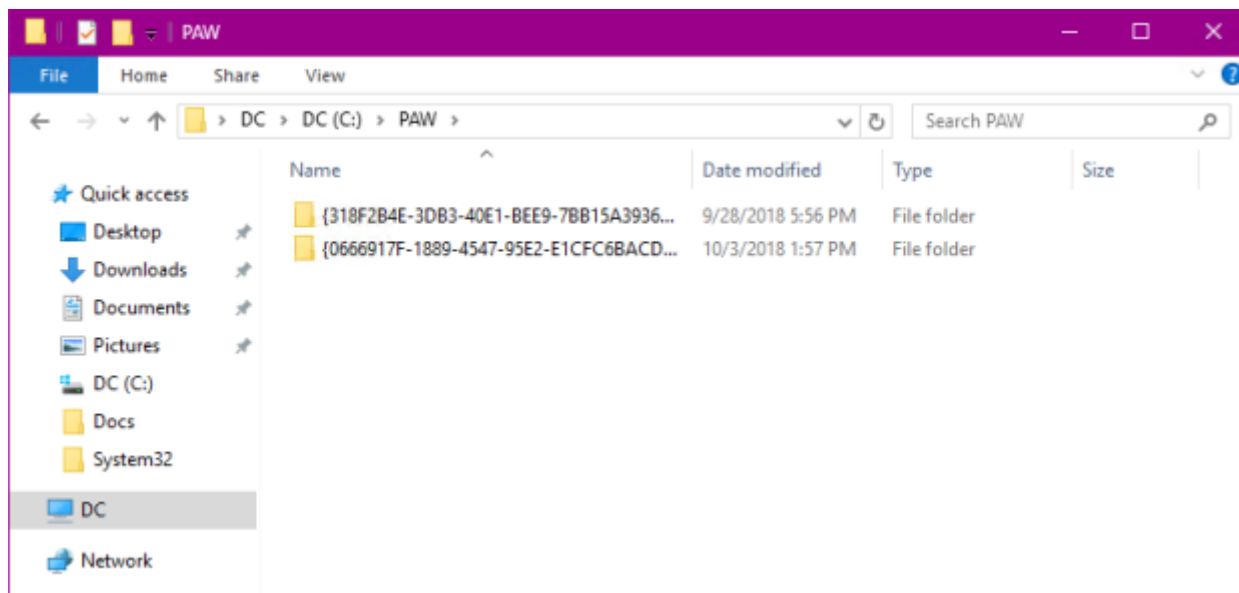 PAW
File Home Share View
DC > DC (C:) > PAW >
Search PAW
Name Date modified Type Size
Quick access
{318F2B4E-3DB3-40E1-BEE9-7BB15A3936... 9/28/2018 5:56 PM File folder
Desktop
{0666917F-1889-4547-95E2-E1CFC6BACD... 10/3/2018 1:57 PM File folder
Downloads
Documents
Pictures
DC (C:)
Docs
System32
DC
Network